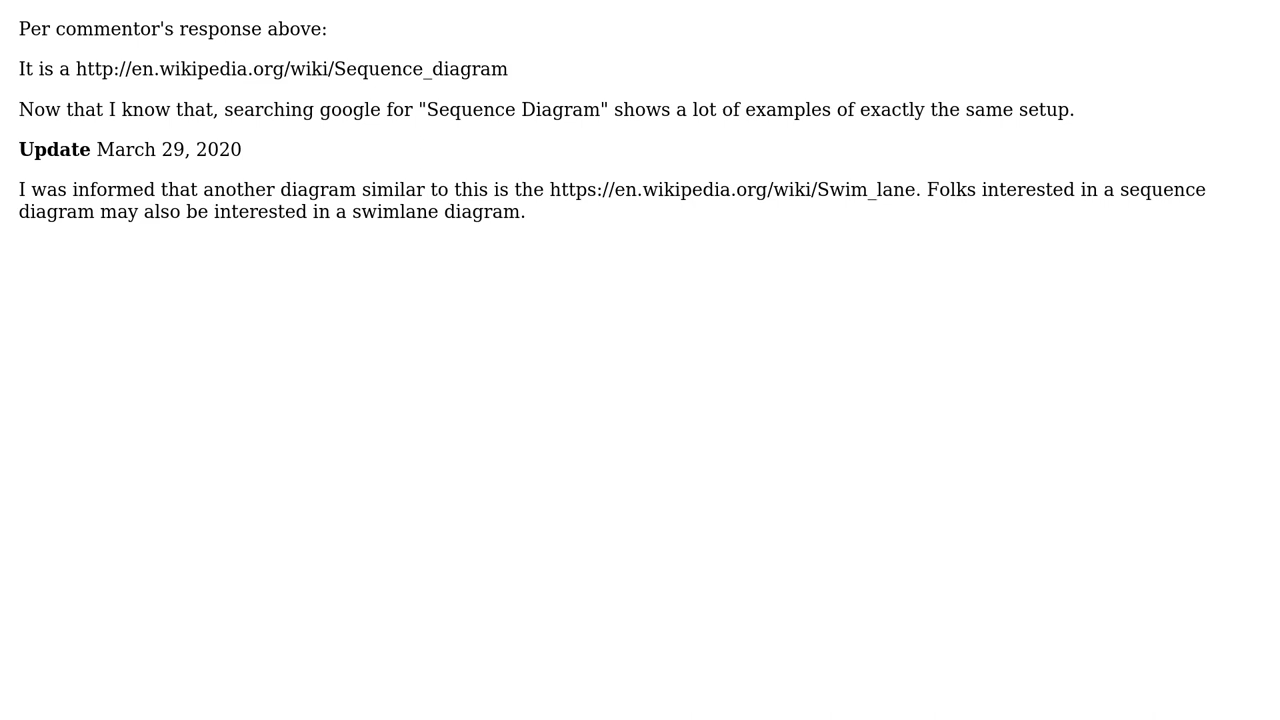 Per commentor's response above:
It is a http://en.wikipedia.org/wiki/Sequence_diagram
Now that I know that, searching google for "Sequence Diagram" shows a lot of examples of exactly the same setup.
Update March 29, 2020
I was informed that another diagram similar to this is the https://en.wikipedia.org/wiki/Swim_lane. Folks interested in a sequence
diagram may also be interested in a swimlane diagram.